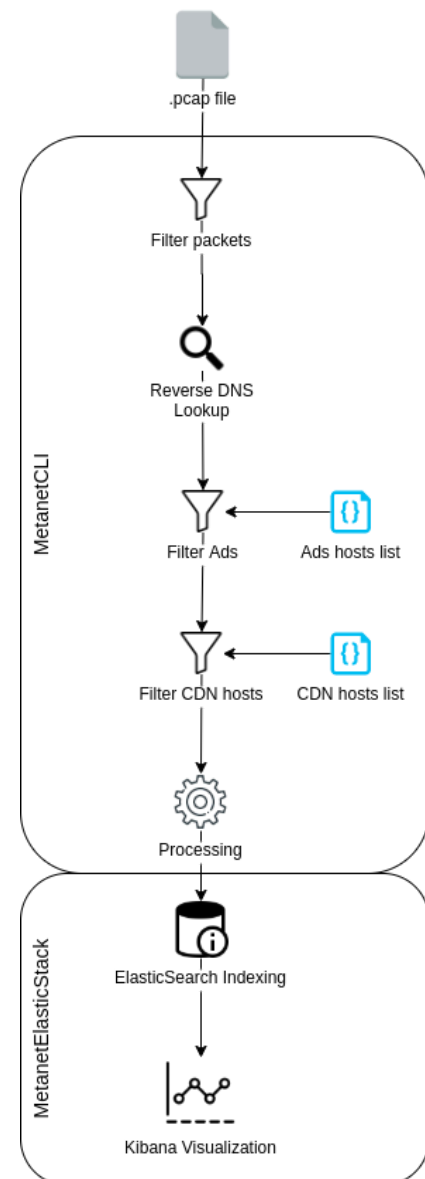 .pcap file
Filter packets
Reverse DNS
Lookup
MetanetCLI
Filter Ads
Ads hosts list
Filter CDN hosts
CDN hosts list
Processing
ElasticSearch Indexing
MetanetElasticStack
Kibana Visualization